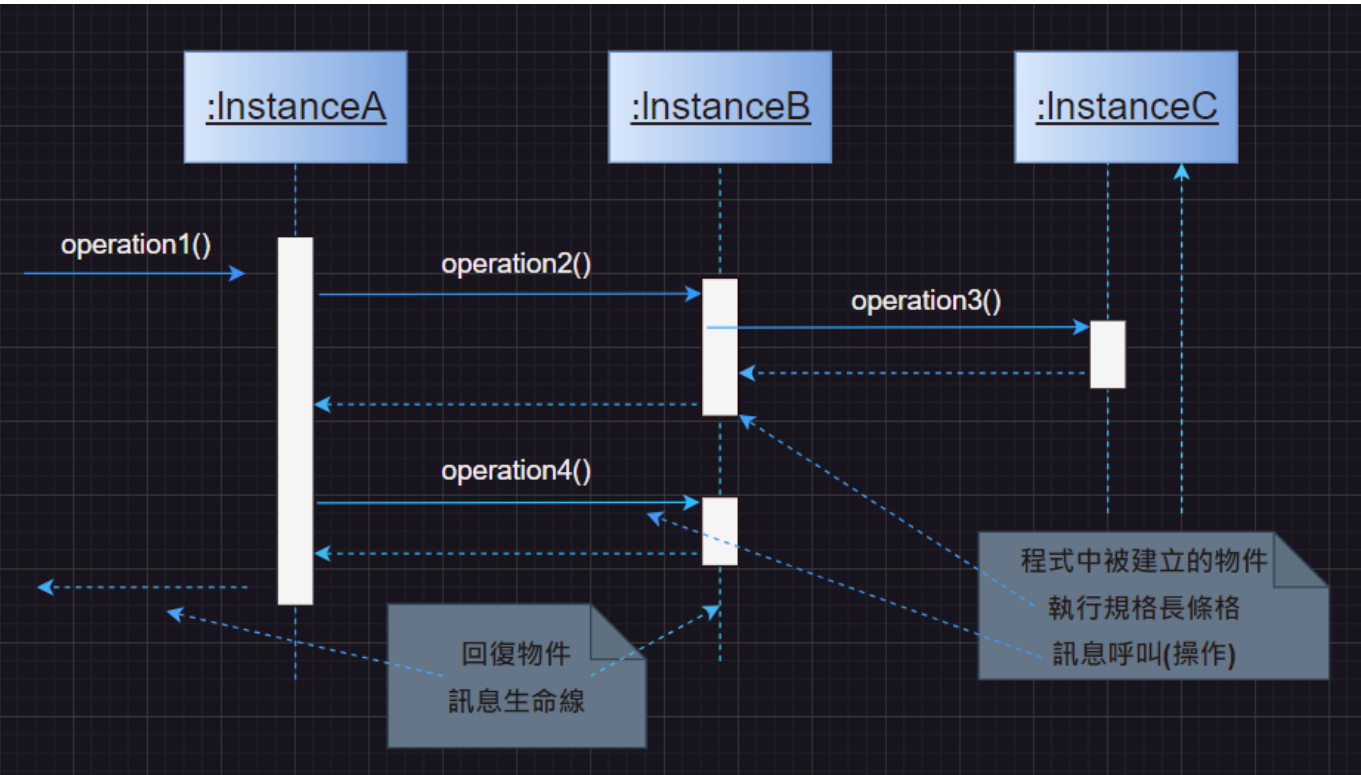 :InstanceA
:InstanceB
:InstanceC
operation1()
operation2()
operation3()
operation4()
程式中被建立的物件
執行規格長條格
訊息呼叫(操作)
回復物件
訊息生命線